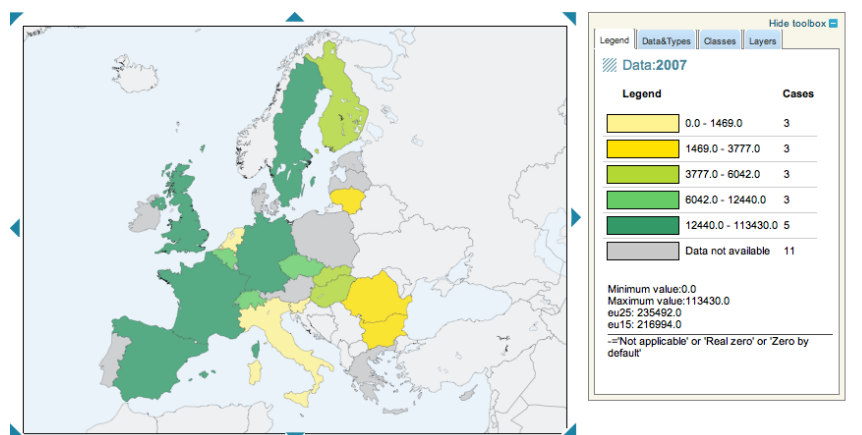 Hide toolbox
Legend Data&Types Classes Layers
Data:2007
Legend Cases
0.0 - 1469.0 3
1469.0 - 3777.0 3
3777.0 - 6042.0 3
6042.0 - 12440.0 3
12440.0 - 113430.0 5
Data not available 11
Minimum value:0.0
Maximum value:113430.0
eu25: 235492.0
eu15: 216994.0
-='Not applicable' or 'Real zero' or 'Zero by
default'